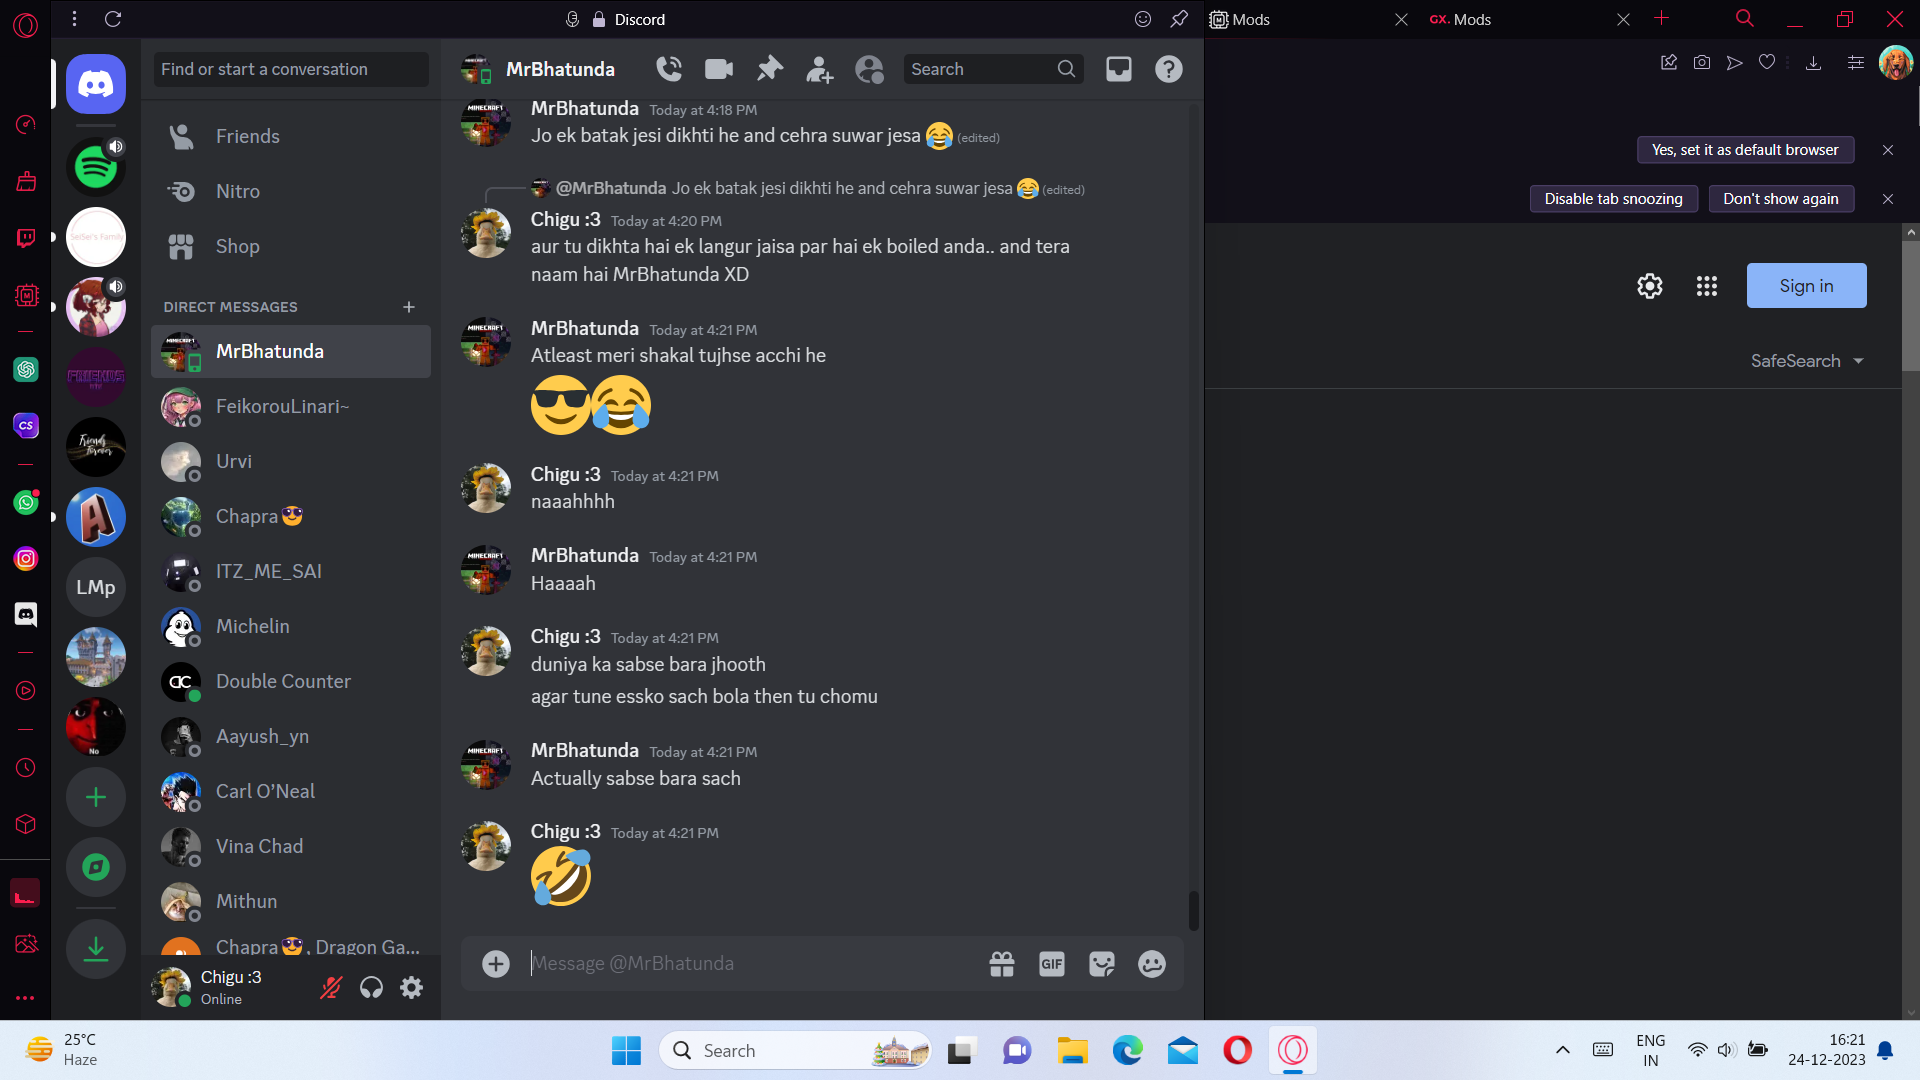 Discord
Mods
Mods
Find or start a conversation
MrBhatunda
Search
Friends
Nitro
Shop
DIRECT MESSAGES
MrBhatunda
FeikorouLinari~
Urvi
Chapra😎
ITZ_ME_SAI
Michelin
Double Counter
Aayush_yn
Carl O'Neal
Vina Chad
Mithun
Chapra😎, Dragon Ga...
Chigu :3
Online
SeiSei's Family
FRIENDS
Friends
Forever
LMp
No
MrBhatunda Today at 4:18 PM
Jo ek batak jesi dikhti he and cehra suwar jesa 😂 (edited)
@MrBhatunda Jo ek batak jesi dikhti he and cehra suwar jesa 😂 (edited)
Chigu :3 Today at 4:20 PM
aur tu dikhta hai ek langur jaisa par hai ek boiled anda.. and tera
naam hai MrBhatunda XD
MrBhatunda Today at 4:21 PM
Atleast meri shakal tujhse acchi he
😎😂
Chigu :3 Today at 4:21 PM
naaahhhh
MrBhatunda Today at 4:21 PM
Haaaah
Chigu :3 Today at 4:21 PM
duniya ka sabse bara jhooth
agar tune essko sach bola then tu chomu
MrBhatunda Today at 4:21 PM
Actually sabse bara sach
Chigu :3 Today at 4:21 PM
🤣
Message @MrBhatunda
GIF
Yes, set it as default browser
Disable tab snoozing
Don't show again
Sign in
SafeSearch
25°C
Haze
Search
ENG
IN
16:21
24-12-2023